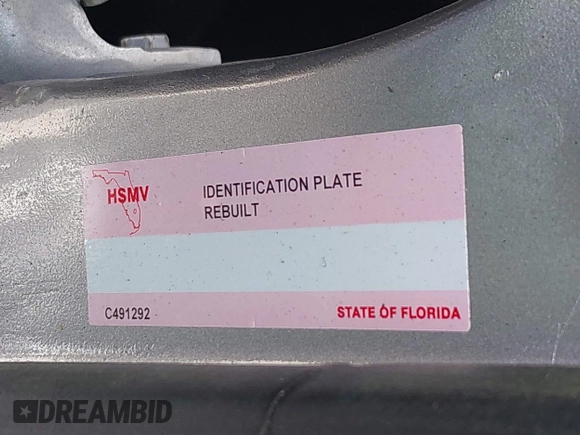 HSMV
IDENTIFICATION PLATE
REBUILT
C491292
STATE OF FLORIDA
DREAMBID